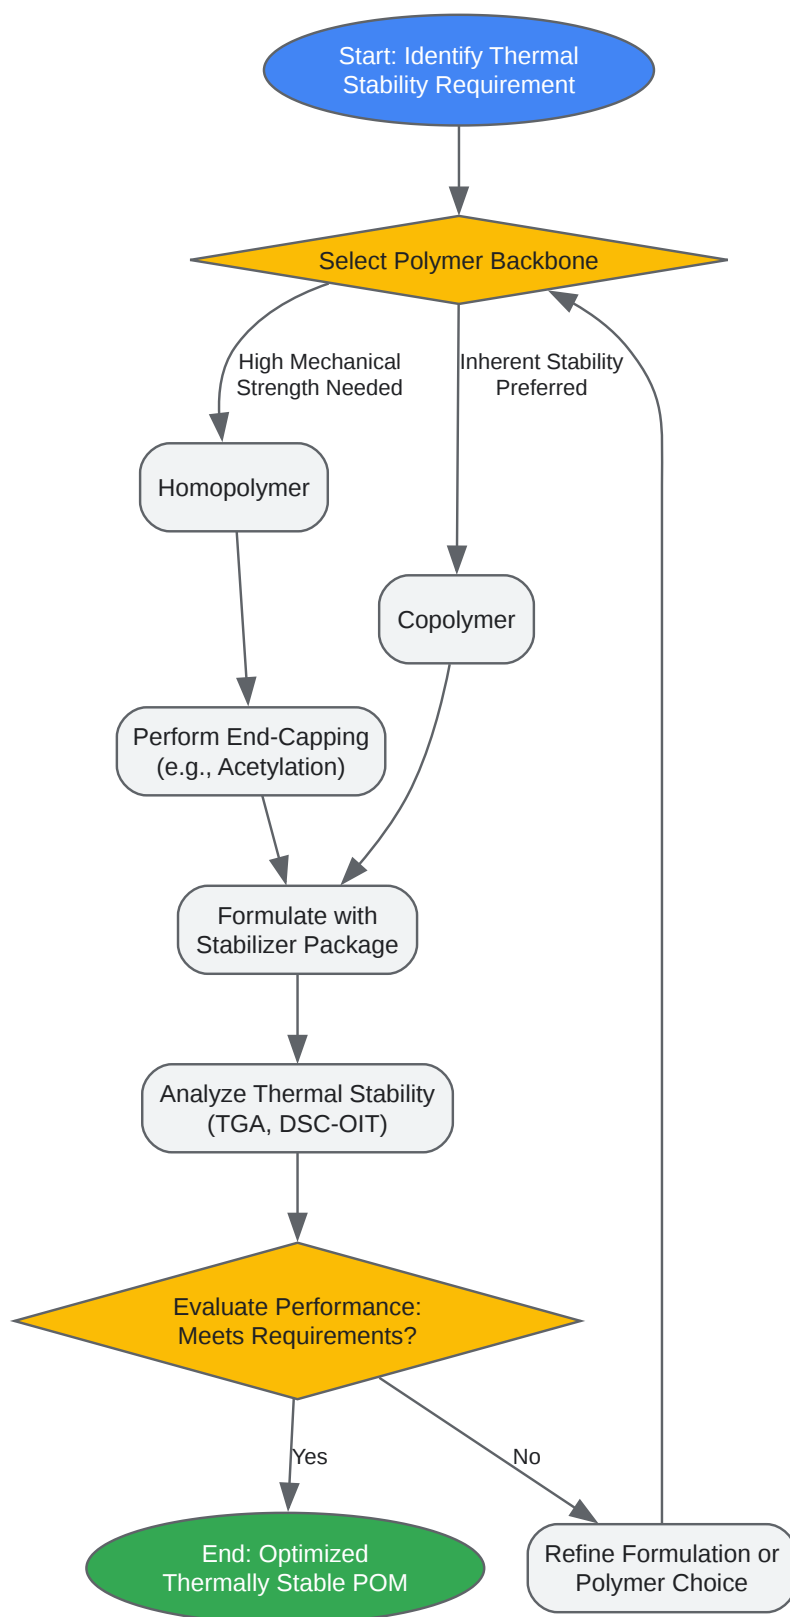 Start: Identify Thermal
Stability Requirement
Select Polymer Backbone
High Mechanical
Strength Needed
Inherent Stability
Preferred
Homopolymer
Copolymer
Perform End-Capping
(e.g., Acetylation)
Formulate with
Stabilizer Package
Analyze Thermal Stability
(TGA, DSC-OIT)
Evaluate Performance:
Meets Requirements?
Yes
No
End: Optimized
Thermally Stable POM
Refine Formulation or
Polymer Choice